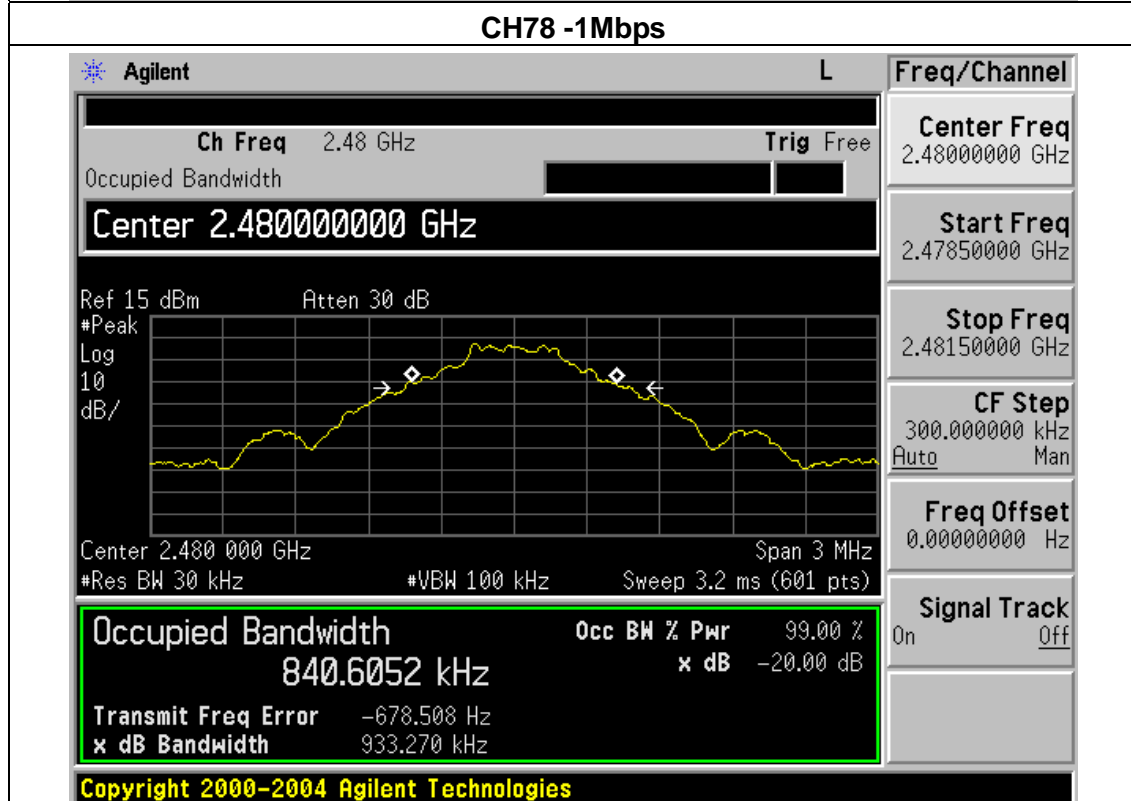 CH78 -1Mbps
Agilent L Freq/Channel
Ch Freq 2.48 GHz Trig Free
Occupied Bandwidth
Center 2.480000000 GHz
Ref 15 dBm Atten 30 dB
#Peak
Log
10
dB/
Center 2.480 000 GHz Span 3 MHz
#Res BW 30 kHz #VBW 100 kHz Sweep 3.2 ms (601 pts)
Occupied Bandwidth Occ BW % Pwr 99.00 %
840.6052 kHz x dB -20.00 dB
Transmit Freq Error -678.508 Hz
x dB Bandwidth 933.270 kHz
Center Freq
2.48000000 GHz
Start Freq
2.47850000 GHz
Stop Freq
2.48150000 GHz
CF Step
300.000000 kHz
Auto Man
Freq Offset
0.00000000 Hz
Signal Track
On Off
Copyright 2000-2004 Agilent Technologies